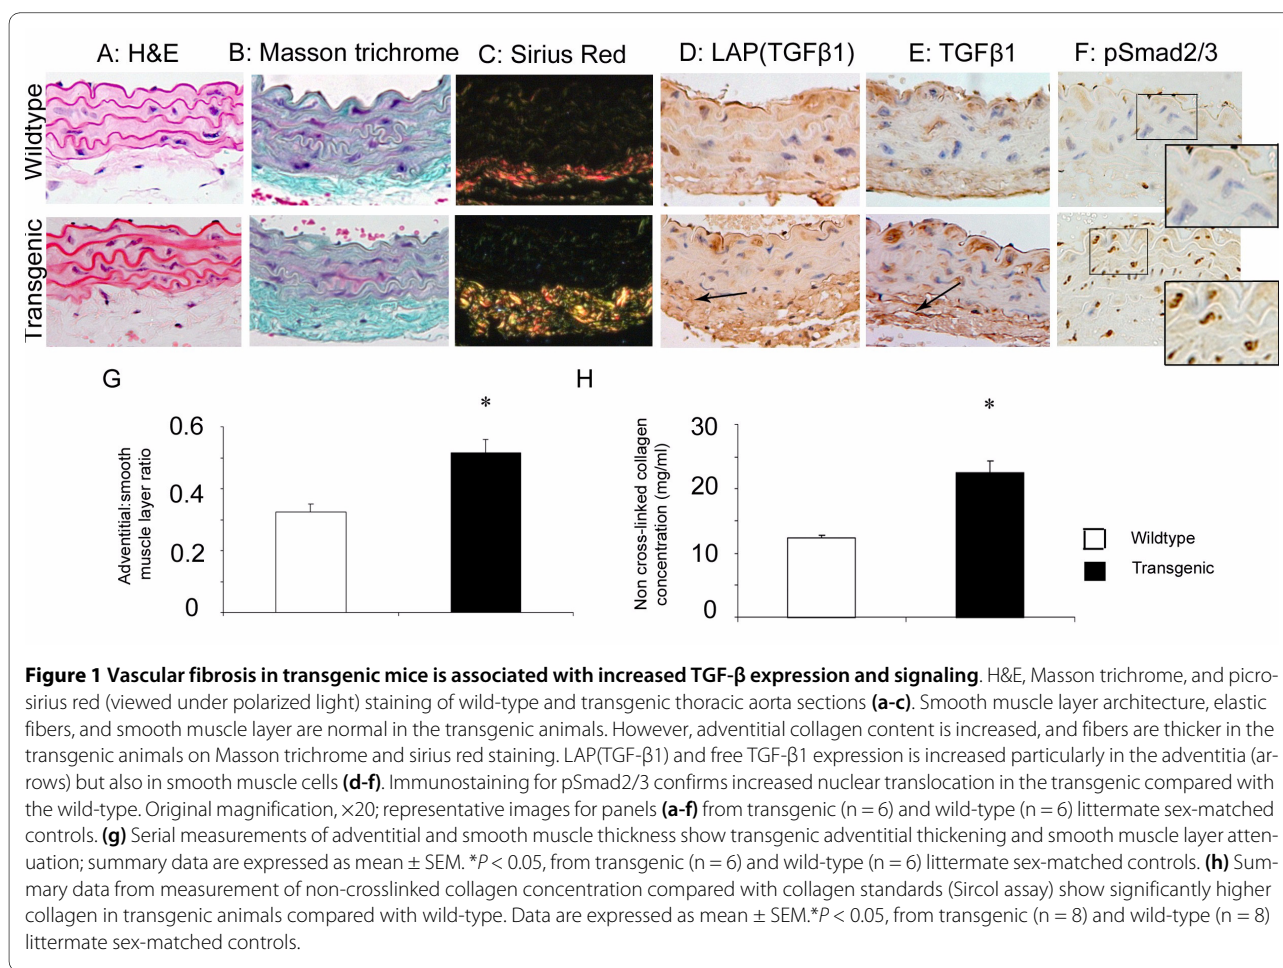 A: H&E
B: Masson trichrome
C: Sirius Red
D: LAP(TGFβ1)
E: TGFβ1
F: pSmad2/3
Wildtype
Transgenic
G
H
*
0.6
0.4
0.2
0
Adventitial:smooth
muscle layer ratio
*
30
20
10
0
Non cross-linked collagen
concentration (mg/ml)
Wildtype
Transgenic
Figure 1 Vascular fibrosis in transgenic mice is associated with increased TGF-β expression and signaling. H&E, Masson trichrome, and picro-
sirius red (viewed under polarized light) staining of wild-type and transgenic thoracic aorta sections (a-c). Smooth muscle layer architecture, elastic
fibers, and smooth muscle layer are normal in the transgenic animals. However, adventitial collagen content is increased, and fibers are thicker in the
transgenic animals on Masson trichrome and sirius red staining. LAP(TGF-β1) and free TGF-β1 expression is increased particularly in the adventitia (ar-
rows) but also in smooth muscle cells (d-f). Immunostaining for pSmad2/3 confirms increased nuclear translocation in the transgenic compared with
the wild-type. Original magnification, ×20; representative images for panels (a-f) from transgenic (n = 6) and wild-type (n = 6) littermate sex-matched
controls. (g) Serial measurements of adventitial and smooth muscle thickness show transgenic adventitial thickening and smooth muscle layer atten-
uation; summary data are expressed as mean ± SEM. *P < 0.05, from transgenic (n = 6) and wild-type (n = 6) littermate sex-matched controls. (h) Sum-
mary data from measurement of non-crosslinked collagen concentration compared with collagen standards (Sircol assay) show significantly higher
collagen in transgenic animals compared with wild-type. Data are expressed as mean ± SEM.*P < 0.05, from transgenic (n = 8) and wild-type (n = 8)
littermate sex-matched controls.